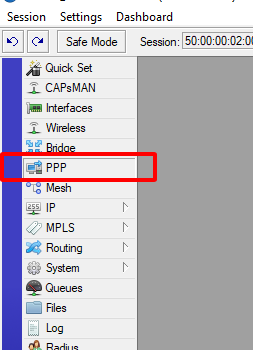 Session Settings Dashboard
Safe Mode Session: 50:00:00:02:00
Quick Set
CAPsMAN
Interfaces
Wireless
Bridge
PPP
Mesh
255 IP
MPLS
Routing
System
Queues
Files
Log
Radius